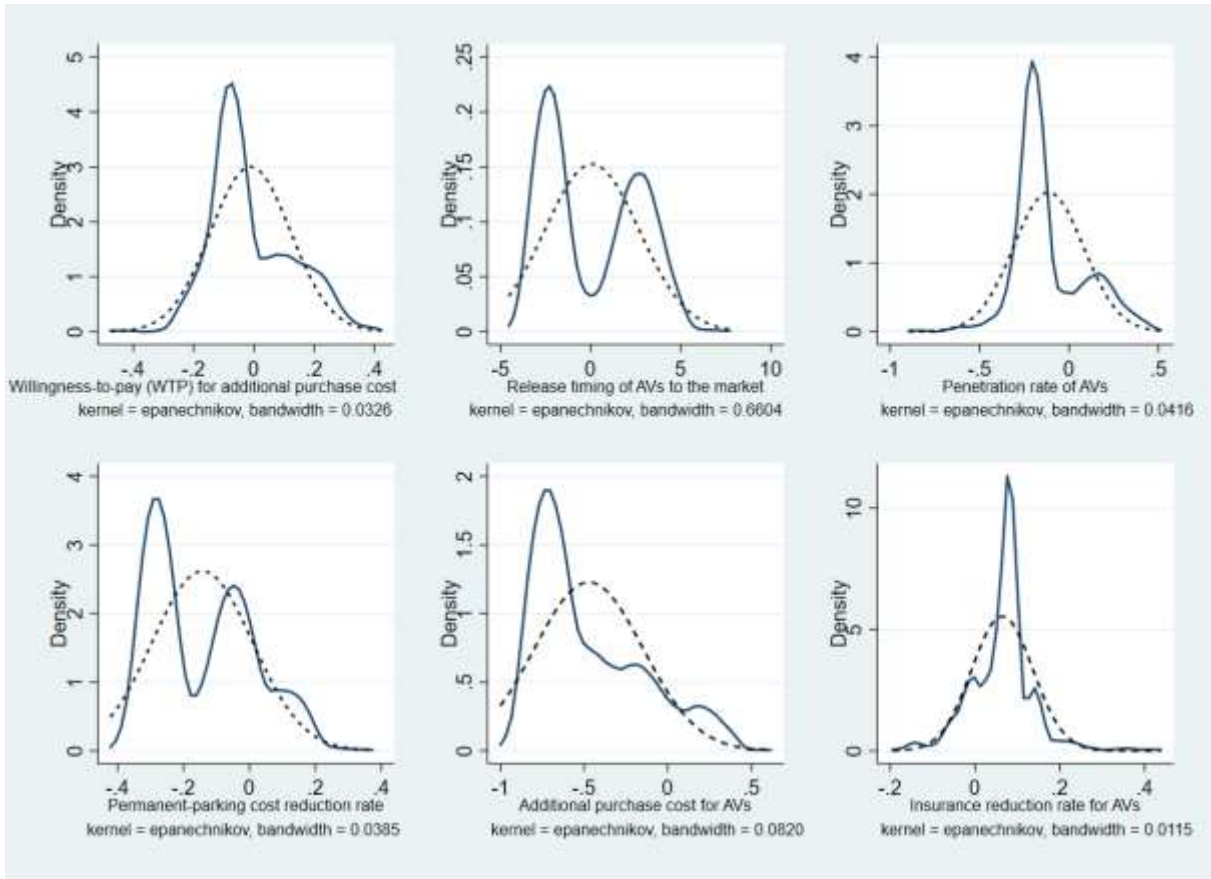 Density
5
4
3
2
1
0
-.4 -.2 0 .2 .4
Willingness-to-pay (WTP) for additional purchase cost
kernel = epanechnikov, bandwidth = 0.0326
Density
.25
.2
.15
.1
.05
0
-5 0 5 10
Release timing of AVs to the market
kernel = epanechnikov, bandwidth = 0.6604
Density
4
3
2
1
0
-1 -.5 0 .5
Penetration rate of AVs
kernel = epanechnikov, bandwidth = 0.0416
Density
4
3
2
1
0
-.4 -.2 0 .2 .4
Permanent-parking cost reduction rate
kernel = epanechnikov, bandwidth = 0.0385
Density
2
1.5
1
.5
0
-1 -.5 0 .5
Additional purchase cost for AVs
kernel = epanechnikov, bandwidth = 0.0820
Density
10
5
0
-.2 0 .2 .4
Insurance reduction rate for AVs
kernel = epanechnikov, bandwidth = 0.0115